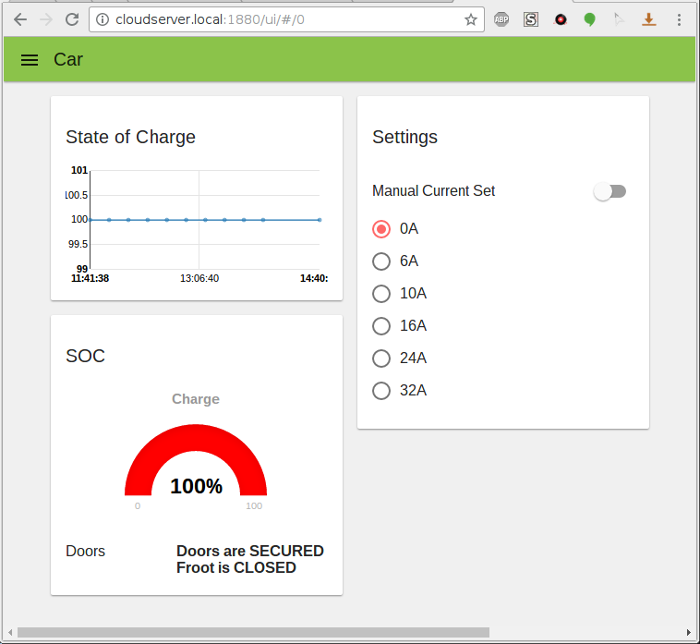 cloudserver.local:1880/ui/#/0
ABP
S
Car
State of Charge
101
100.5
100
99.5
99
11:41:38
13:06:40
14:40:
SOC
Charge
100%
0
100
Doors
Doors are SECURED
Froot is CLOSED
Settings
Manual Current Set
0A
6A
10A
16A
24A
32A